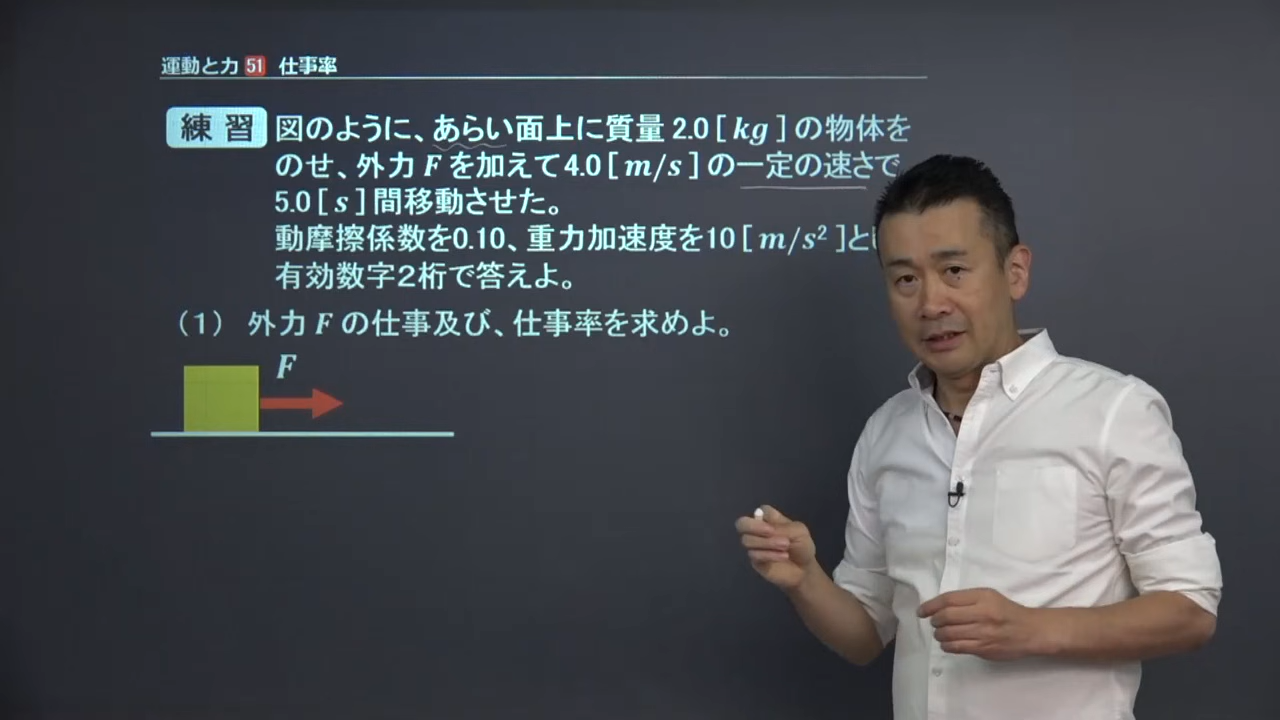 運動と力 51 仕事率
練習 図のように、あらい面上に質量 2.0 [ kg ] の物体を
のせ、外力 F を加えて 4.0 [ m/s ] の一定の速さで
5.0 [ s ] 間移動させた。
動摩擦係数を0.10、重力加速度を10 [ m/s² ]と
有効数字2桁で答えよ。
(1) 外力 F の仕事及び、仕事率を求めよ。
F